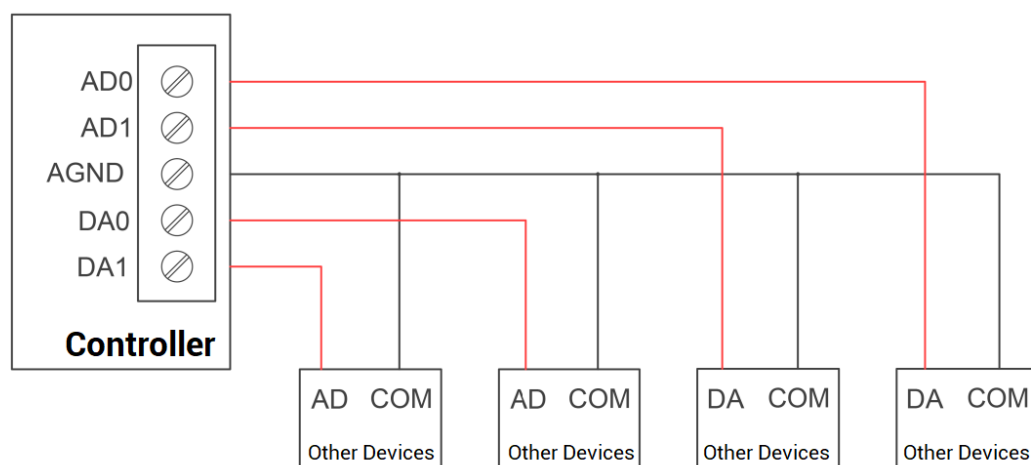 AD0
AD1
AGND
DA0
DA1
Controller
AD COM
Other Devices
AD COM
Other Devices
DA COM
Other Devices
DA COM
Other Devices